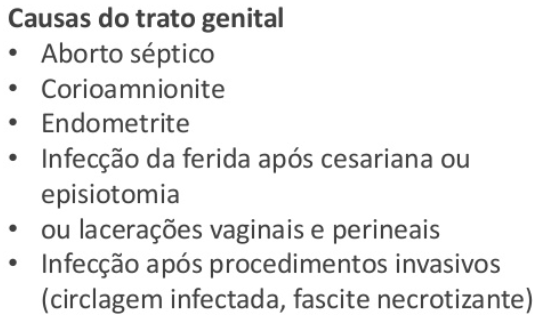 Causas do trato genital
• Aborto séptico
• Corioamnionite
• Endometrite
• Infecção da ferida após cesariana ou
episiotomia
• ou lacerações vaginais e perineais
• Infecção após procedimentos invasivos
(circlagem infectada, fascite necrotizante)